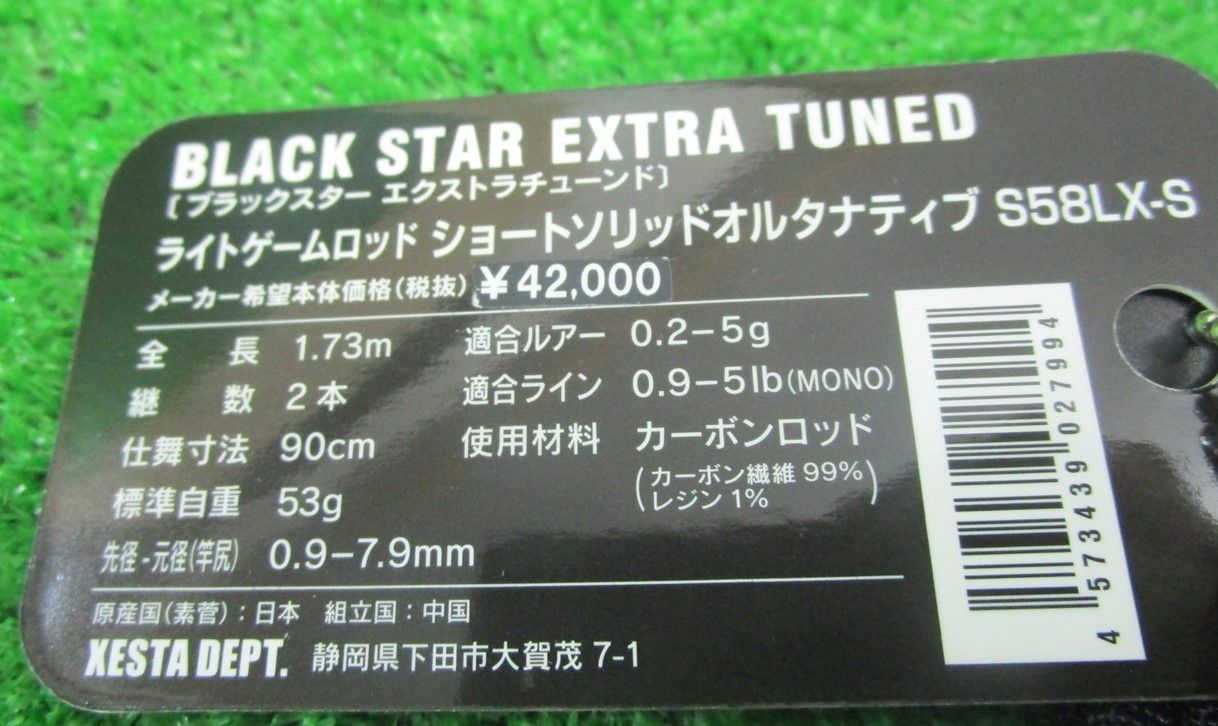 BLACK STAR EXTRA TUNED
［ブラックスター エクストラチューンド］
ライトゲームロッド ショートソリッドオルタナティブ S58LX-S
メーカー希望本体価格(税抜) ¥42,000
全長 1.73m 適合ルアー 0.2-5g
継数 2本 適合ライン 0.9-5lb(MONO)
仕舞寸法 90cm 使用材料 カーボンロッド
(カーボン繊維 99%
レジン 1%)
標準自重 53g
先径-元径(竿尻) 0.9-7.9mm
原産国(素菅):日本 組立国:中国
XESTA DEPT. 静岡県下田市大賀茂 7-1
4 573439 027994